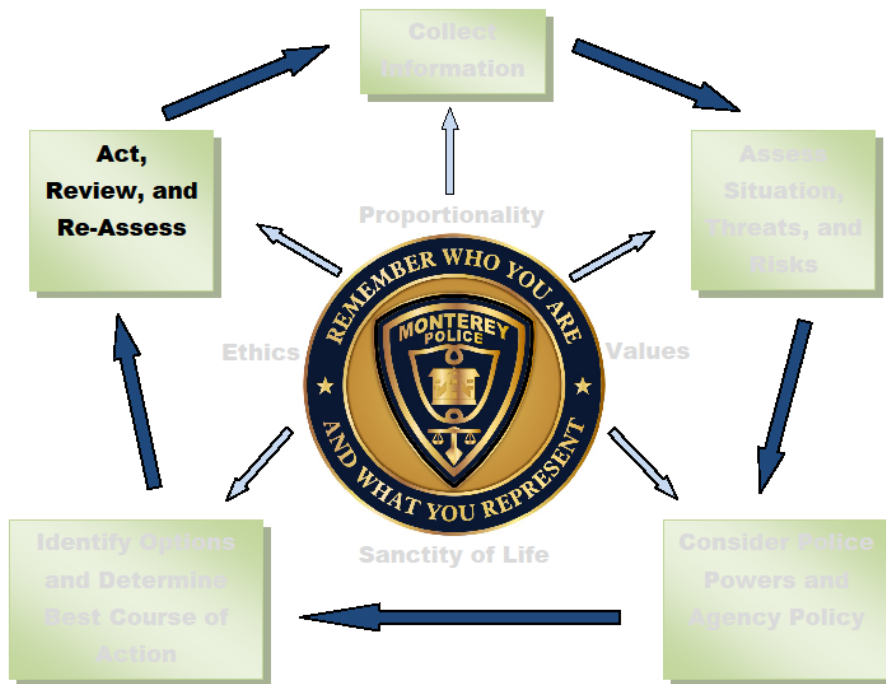 Collect
Information
Act,
Review, and
Re-Assess
Assess
Situation,
Threats, and
Risks
Proportionality
REMEMBER WHO YOU ARE
MONTEREY
POLICE
Ethics
Values
AND WHAT YOU REPRESENT
Sanctity of Life
Identify Options
and Determine
Best Course of
Action
Consider Police
Powers and
Agency Policy